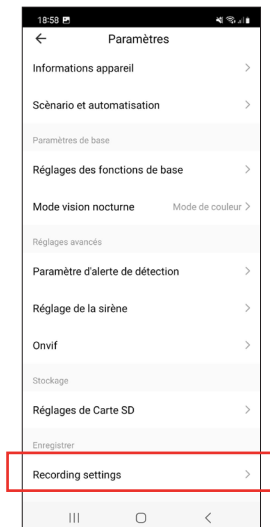 18:58
Paramètres
Informations appareil
Scènario et automatisation
Paramètres de base
Réglages des fonctions de base
Mode vision nocturne Mode de couleur
Réglages avancés
Paramètre d'alerte de détection
Réglage de la sirène
Onvif
Stockage
Réglages de Carte SD
Enregistrer
Recording settings